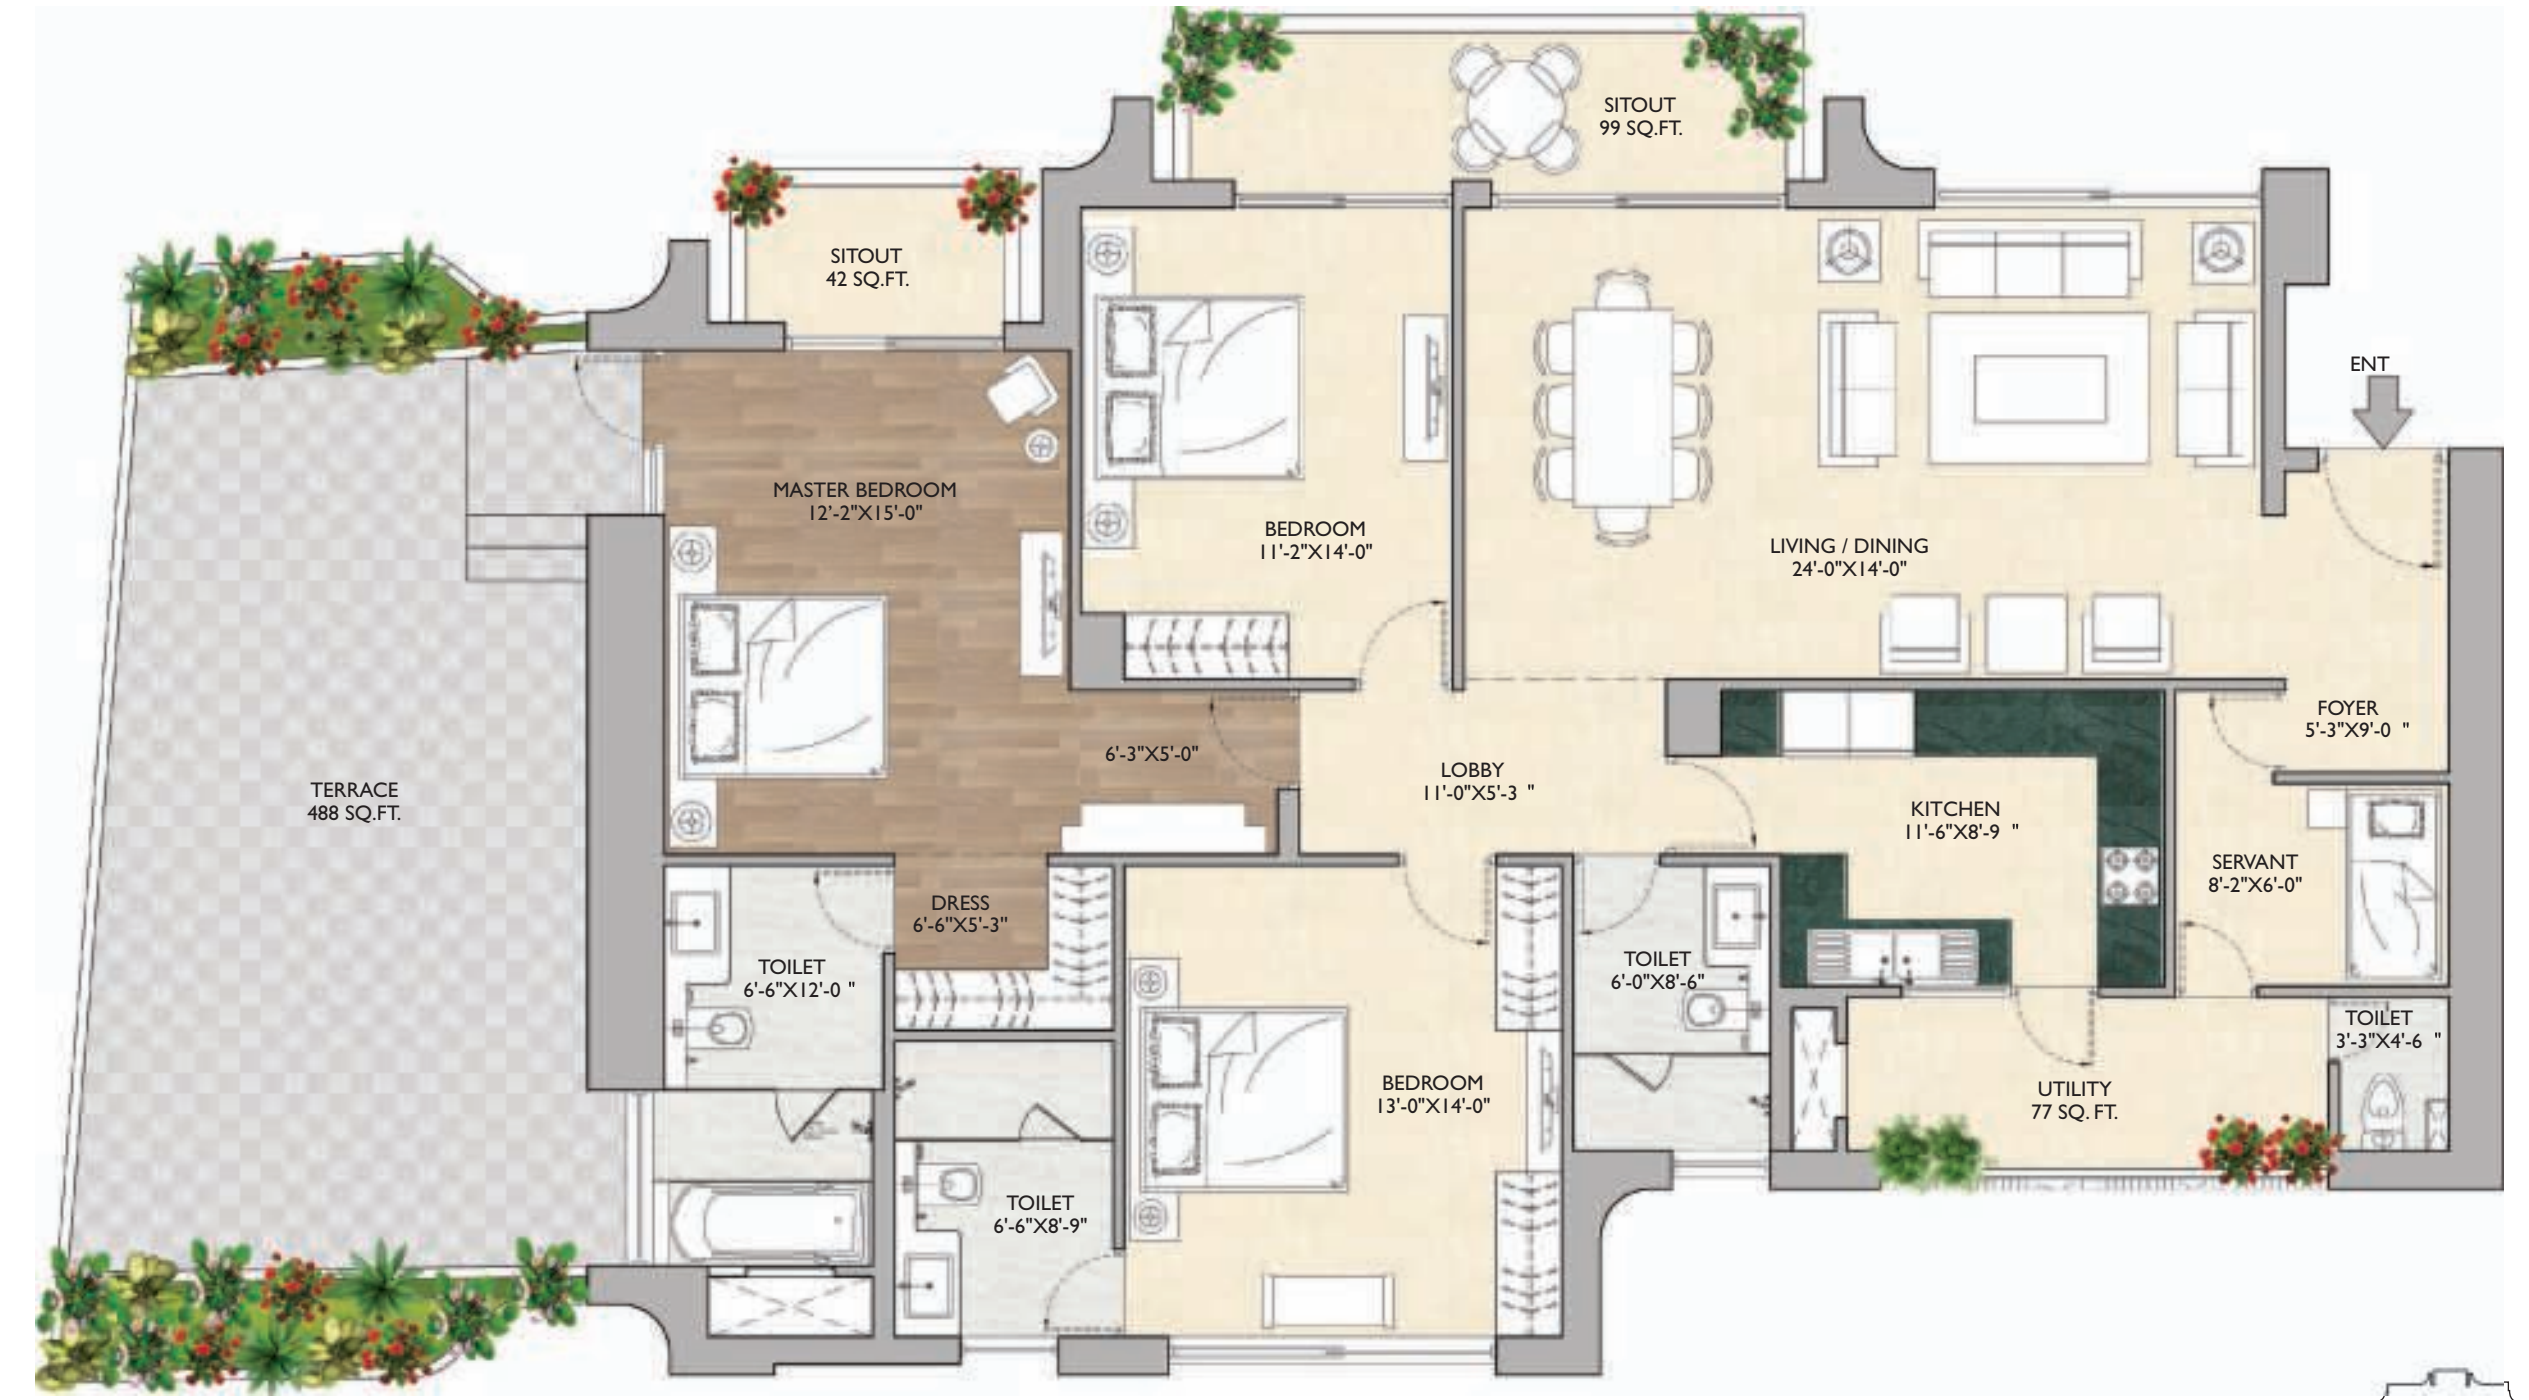 SITOUT
99 SQ.FT.
SITOUT
42 SQ.FT.
ENT
MASTER BEDROOM
12'-2"X15'-0"
BEDROOM
11'-2"X14'-0"
LIVING / DINING
24'-0"X14'-0"
FOYER
5'-3"X9'-0 "
6'-3"X5'-0"
LOBBY
11'-0"X5'-3 "
TERRACE
488 SQ.FT.
KITCHEN
11'-6"X8'-9 "
SERVANT
8'-2"X6'-0"
DRESS
6'-6"X5'-3"
TOILET
6'-6"X12'-0 "
TOILET
6'-0"X8'-6"
TOILET
3'-3"X4'-6 "
BEDROOM
13'-0"X14'-0"
UTILITY
77 SQ. FT.
TOILET
6'-6"X8'-9"